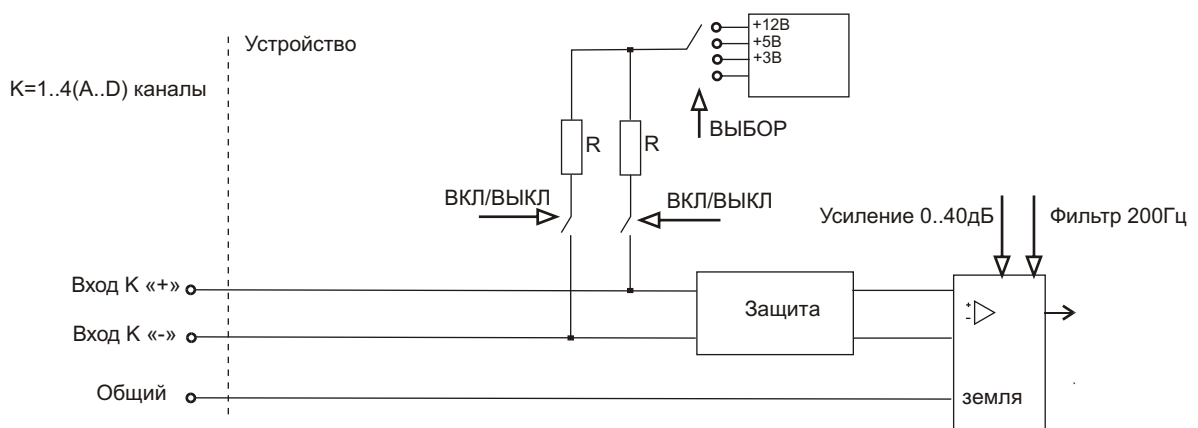 +12В
+5В
+3В
Устройство
K=1..4(A..D) каналы
ВЫБОР
R
R
ВКЛ/ВЫКЛ
ВКЛ/ВЫКЛ
Усиление 0..40дБ
Фильтр 200Гц
Вход K «+»
Защита
+
-
Вход K «-»
Общий
земля